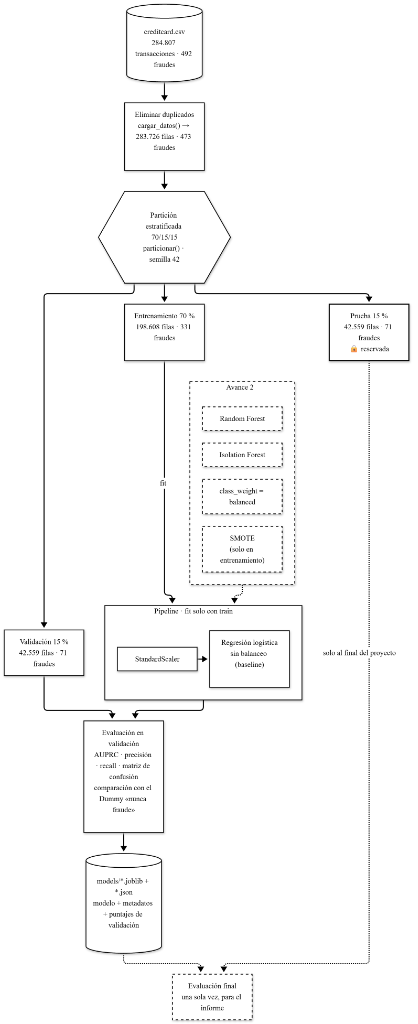 creditcard.csv
284.807
transacciones · 492
fraudes
Eliminar duplicados
cargar_datos() →
283.726 filas · 473
fraudes
Partición
estratificada
70/15/15
particionar() ·
semilla 42
Entrenamiento 70 %
198.608 filas · 331
fraudes
Prueba 15 %
42.559 filas · 71
fraudes
🔒 reservada
Avance 2
Random Forest
Isolation Forest
class_weight =
balanced
SMOTE
(solo en
entrenamiento)
fit
Pipeline · fit solo con train
StandardScaler
Regresión logística
sin balanceo
(baseline)
Validación 15 %
42.559 filas · 71
fraudes
solo al final del proyecto
Evaluación en
validación
AUPRC · precisión
· recall · matriz de
confusión
comparación con el
Dummy «nunca
fraude»
models/*.joblib +
*.json
modelo + metadatos
+ puntajes de
validación
Evaluación final
una sola vez, para el
informe